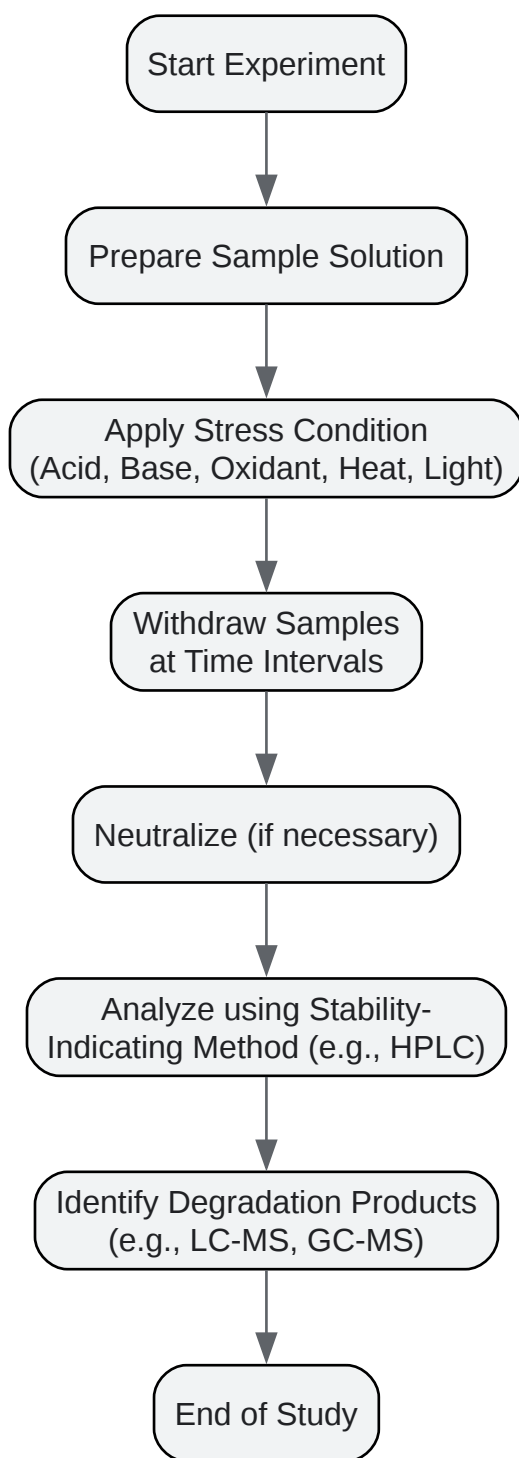 Start Experiment
Prepare Sample Solution
Apply Stress Condition
(Acid, Base, Oxidant, Heat, Light)
Withdraw Samples
at Time Intervals
Neutralize (if necessary)
Analyze using Stability-
Indicating Method (e.g., HPLC)
Identify Degradation Products
(e.g., LC-MS, GC-MS)
End of Study